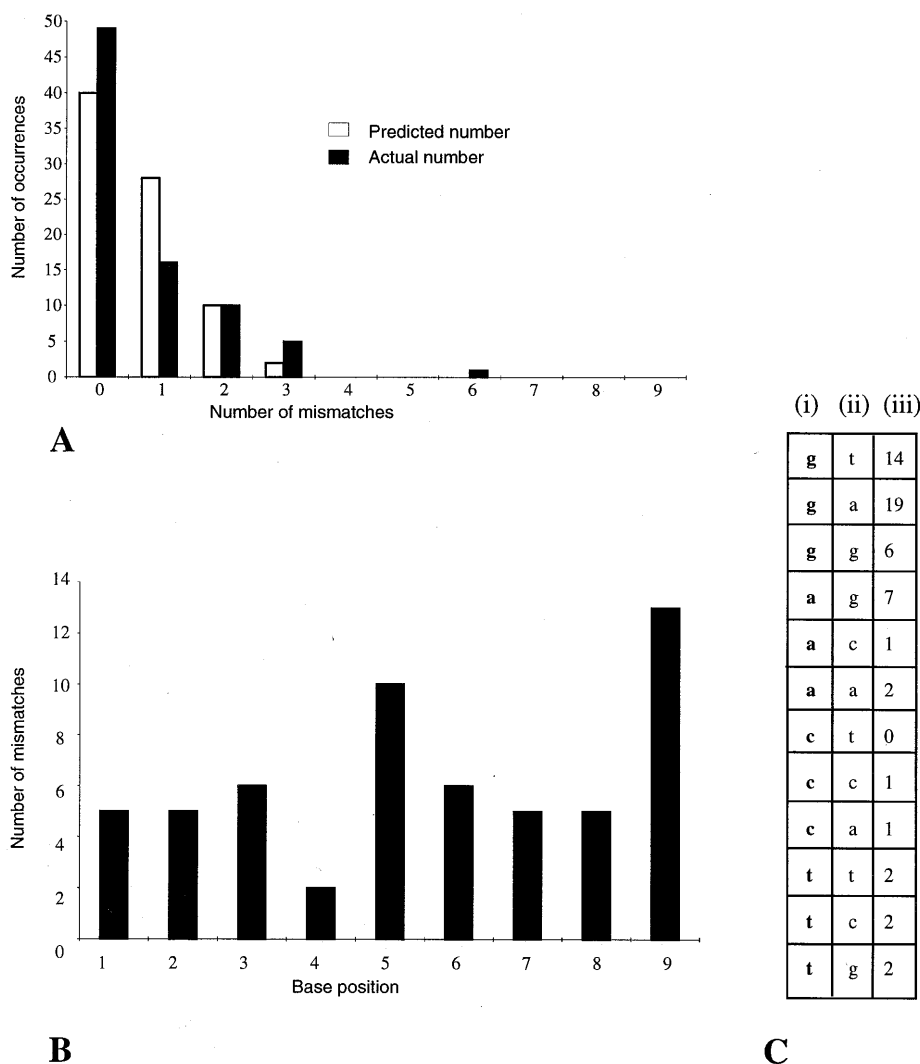 50
45
40
35
30
25
20
15
10
5
0
Number of occurrences
Predicted number
Actual number
0 1 2 3 4 5 6 7 8 9
Number of mismatches
A
14
12
10
8
6
4
2
0
Number of mismatches
1 2 3 4 5 6 7 8 9
Base position
B
(i) (ii) (iii)
g t 14
g a 19
g g 6
a g 7
a c 1
a a 2
c t 0
c c 1
c a 1
t t 2
t c 2
t g 2
C